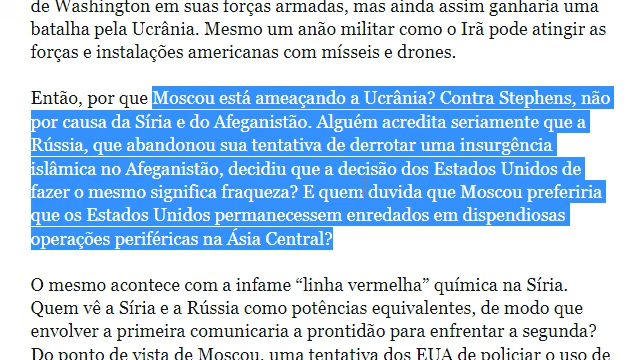 de Washington em suas forças armadas, mas ainda assim ganharia uma
batalha pela Ucrânia. Mesmo um anão militar como o Irã pode atingir as
forças e instalações americanas com mísseis e drones.
Então, por que Moscou está ameaçando a Ucrânia? Contra Stephens, não
por causa da Síria e do Afeganistão. Alguém acredita seriamente que a
Rússia, que abandonou sua tentativa de derrotar uma insurgência
islâmica no Afeganistão, decidiu que a decisão dos Estados Unidos de
fazer o mesmo significa fraqueza? E quem duvida que Moscou preferiria
que os Estados Unidos permanecessem enredados em dispendiosas
operações periféricas na Ásia Central?
O mesmo acontece com a infame “linha vermelha” química na Síria.
Quem vê a Síria e a Rússia como potências equivalentes, de modo que
envolver a primeira comunicaria a prontidão para enfrentar a segunda?
Do ponto de vista de Moscou, uma tentativa dos EUA de policiar o uso de